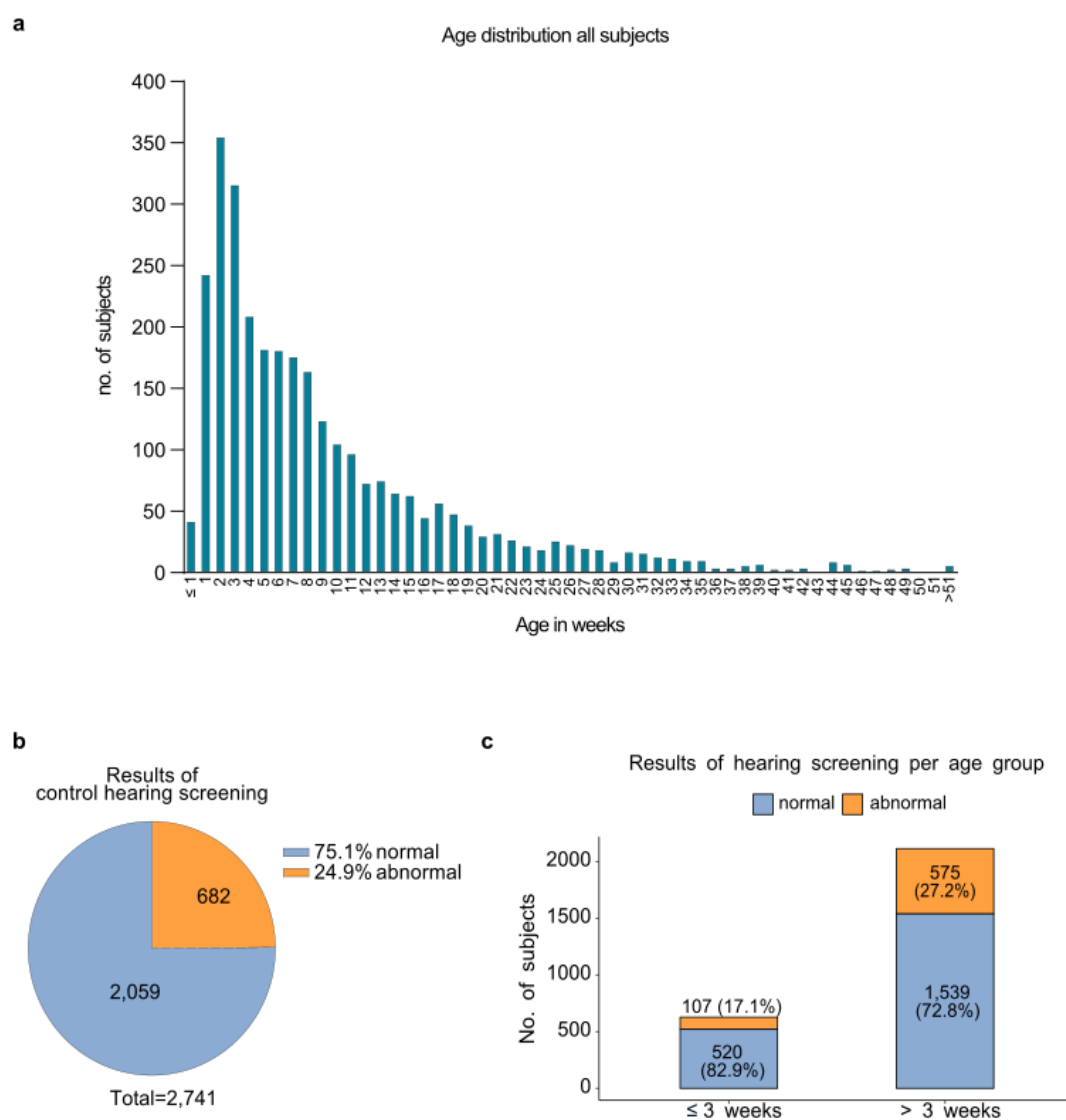 a
Age distribution all subjects
400
350
300
250
200
150
100
50
0
no. of subjects
≤ 1 1 2 3 4 5 6 7 8 9 10 11 12 13 14 15 16 17 18 19 20 21 22 23 24 25 26 27 28 29 30 31 32 33 34 35 36 37 38 39 40 41 42 43 44 45 46 47 48 49 50 51 >51
Age in weeks
b
Results of
control hearing screening
75.1% normal
24.9% abnormal
682
2,059
Total=2,741
c
Results of hearing screening per age group
normal abnormal
No. of subjects
2000
1500
1000
500
0
107 (17.1%)
520
(82.9%)
575
(27.2%)
1,539
(72.8%)
≤ 3 weeks > 3 weeks